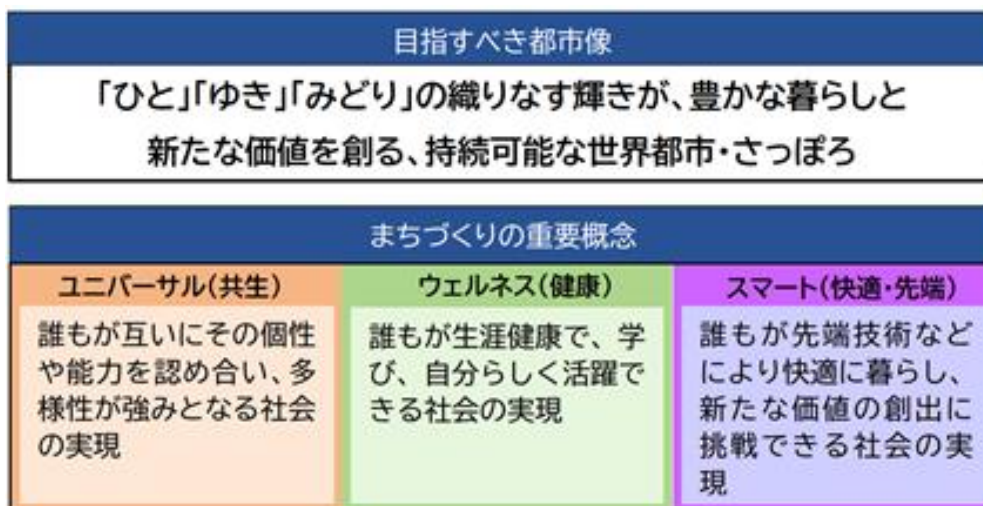 目指すべき都市像
「ひと」「ゆき」「みどり」の織りなす輝きが、豊かな暮らしと
新たな価値を創る、持続可能な世界都市・さっぽろ
まちづくりの重要概念
ユニバーサル(共生)
誰もが互いにその個性
や能力を認め合い、多
様性が強みとなる社会
の実現
ウェルネス(健康)
誰もが生涯健康で、学
び、自分らしく活躍で
きる社会の実現
スマート(快適・先端)
誰もが先端技術など
により快適に暮らし、
新たな価値の創出に
挑戦できる社会の実
現